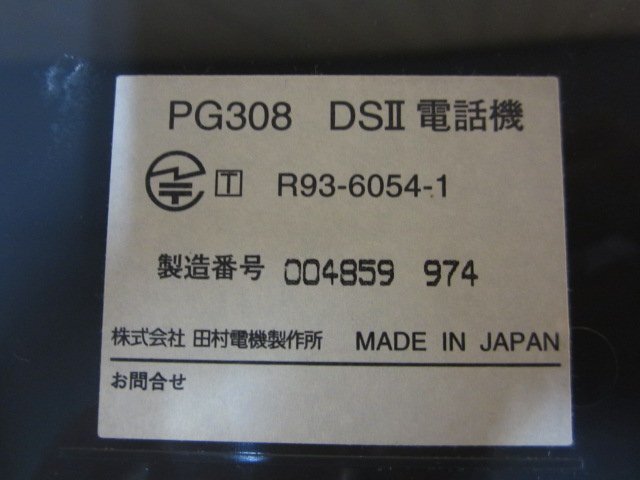 PG308 DSⅡ 電話機
T R93-6054-1
製造番号 004859 974
株式会社 田村電機製作所 MADE IN JAPAN
お問合せ